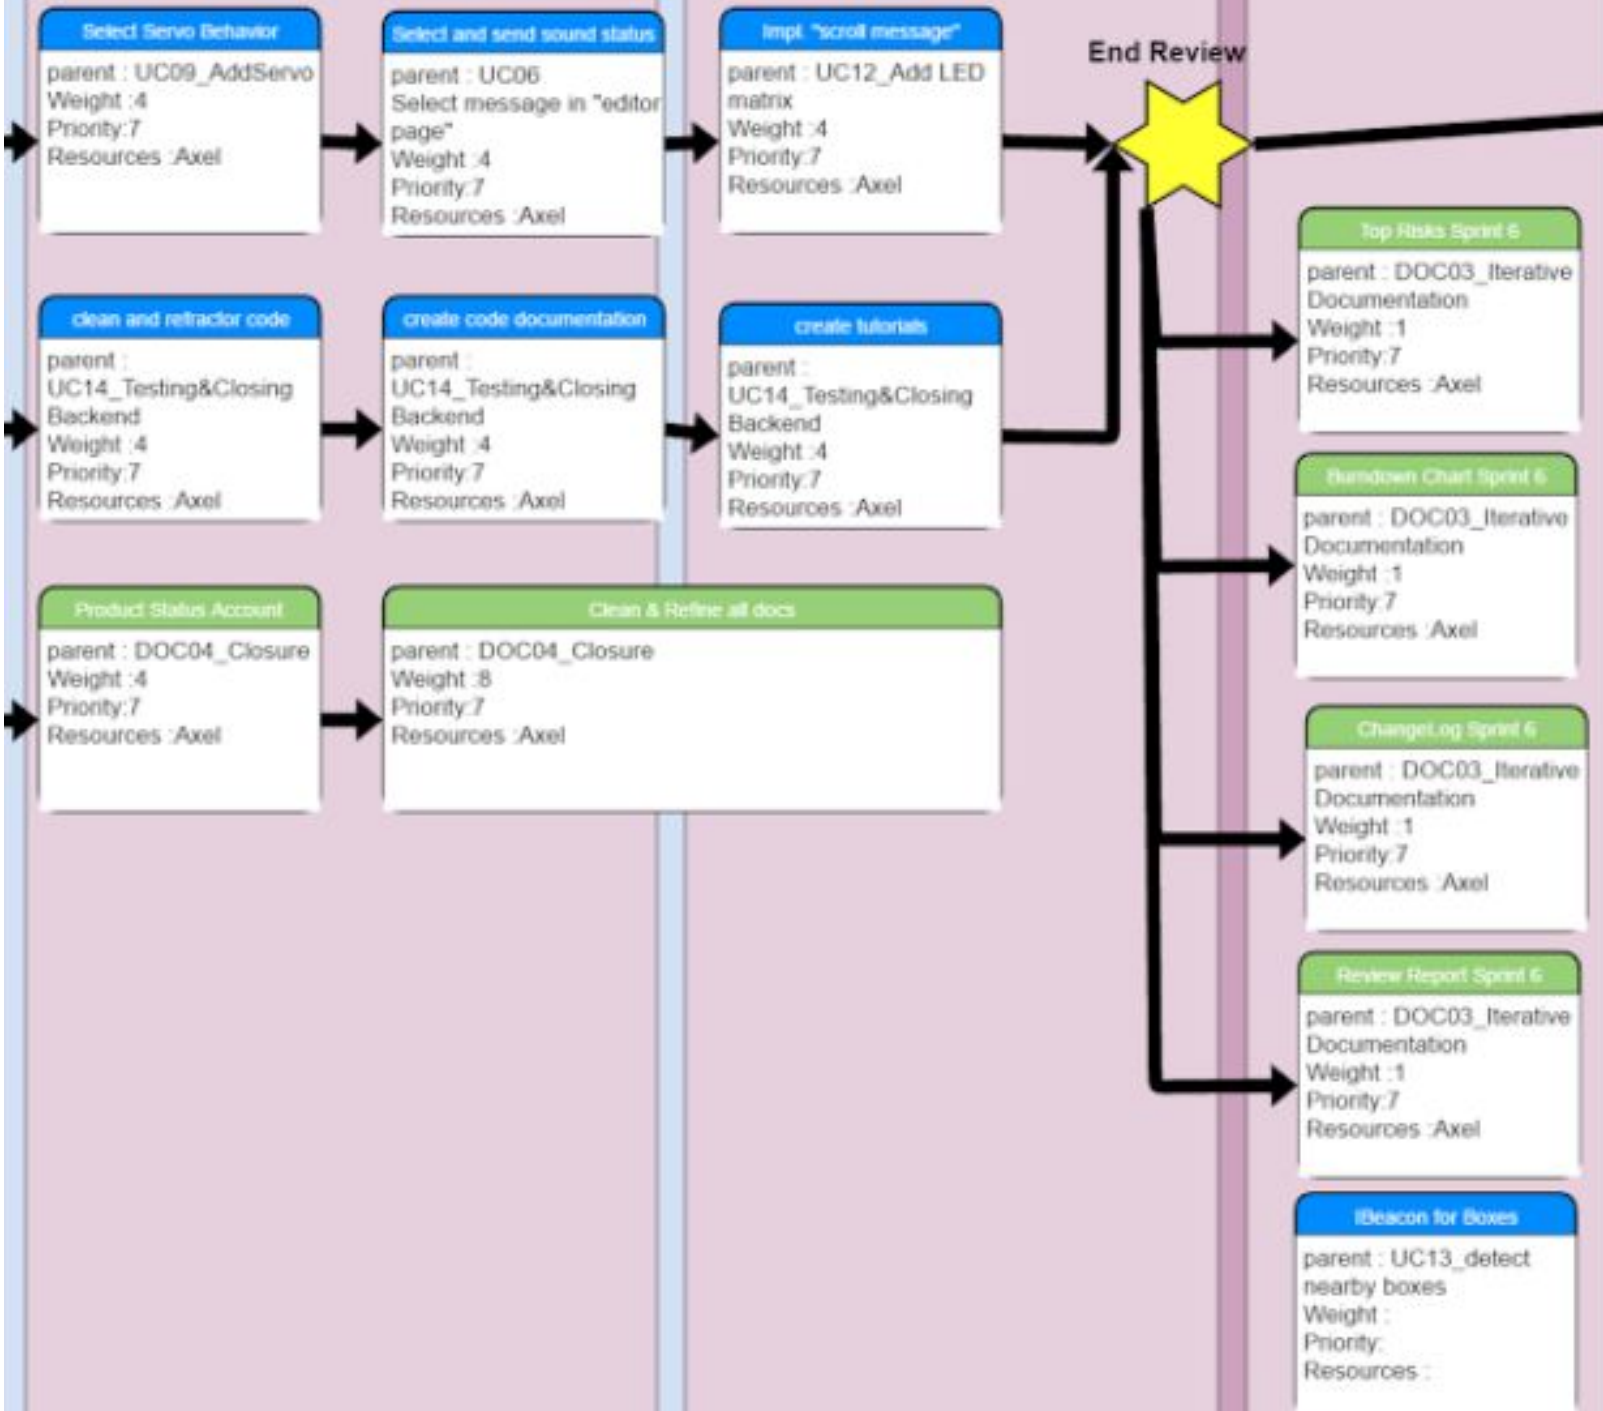 Select Servo Behavior
parent : UC09_AddServo
Weight :4
Priority:7
Resources :Axel
Select and send sound status
parent : UC06
Select message in "editor
page"
Weight :4
Priority:7
Resources :Axel
Impl. "scroll message"
parent : UC12_Add LED
matrix
Weight :4
Priority:7
Resources :Axel
End Review
clean and refractor code
parent :
UC14_Testing&Closing
Backend
Weight :4
Priority:7
Resources :Axel
create code documentation
parent :
UC14_Testing&Closing
Backend
Weight :4
Priority:7
Resources :Axel
create tutorials
parent :
UC14_Testing&Closing
Backend
Weight :4
Priority:7
Resources :Axel
Product Status Account
parent : DOC04_Closure
Weight :4
Priority:7
Resources :Axel
Clean & Refine all docs
parent : DOC04_Closure
Weight :8
Priority:7
Resources :Axel
Top Risks Sprint 6
parent : DOC03_Iterative
Documentation
Weight :1
Priority:7
Resources :Axel
Burndown Chart Sprint 6
parent : DOC03_Iterative
Documentation
Weight :1
Priority:7
Resources :Axel
ChangeLog Sprint 6
parent : DOC03_Iterative
Documentation
Weight :1
Priority:7
Resources :Axel
Review Report Sprint 6
parent : DOC03_Iterative
Documentation
Weight :1
Priority:7
Resources :Axel
IBeacon for Boxes
parent : UC13_detect
nearby boxes
Weight :
Priority:
Resources :